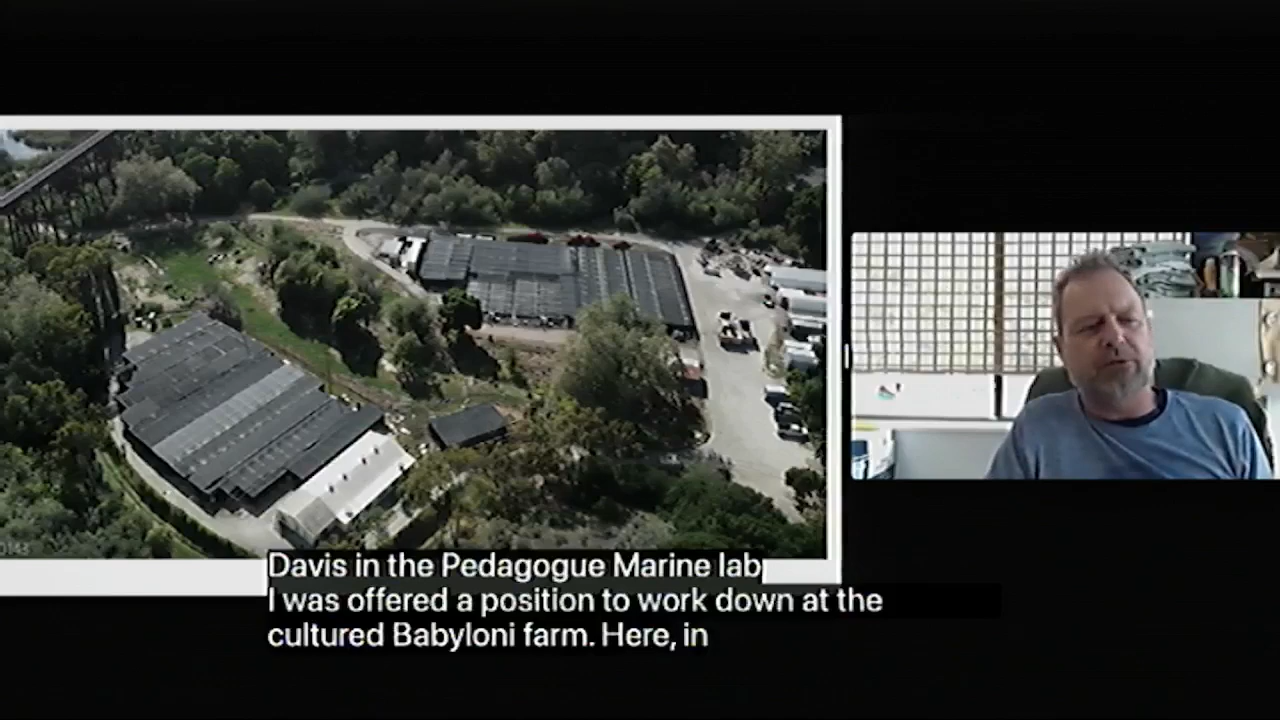 Davis in the Pedagogue Marine lab
I was offered a position to work down at the
cultured Babyloni farm. Here, in